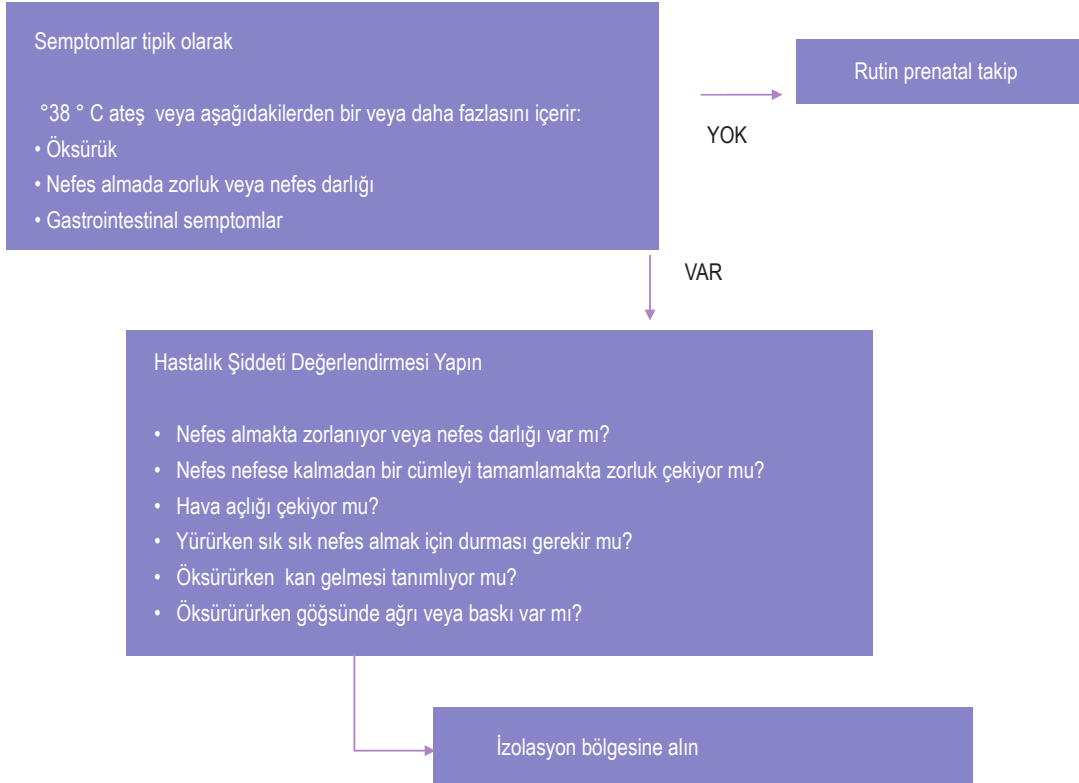 Semptomlar tipik olarak
°38 ° C ateş veya aşağıdakilerden bir veya daha fazlasını içerir:
• Öksürük
• Nefes almada zorluk veya nefes darlığı
• Gastrointestinal semptomlar
Rutin prenatal takip
YOK
VAR
Hastalık Şiddeti Değerlendirmesi Yapın
• Nefes almakta zorlanıyor veya nefes darlığı var mı?
• Nefes nefese kalmadan bir cümleyi tamamlamakta zorluk çekiyor mu?
• Hava açlığı çekiyor mu?
• Yürürken sık sık nefes almak için durması gerekir mu?
• Öksürürken kan gelmesi tanımlıyor mu?
• Öksürürürken göğsünde ağrı veya baskı var mı?
İzolasyon bölgesine alın